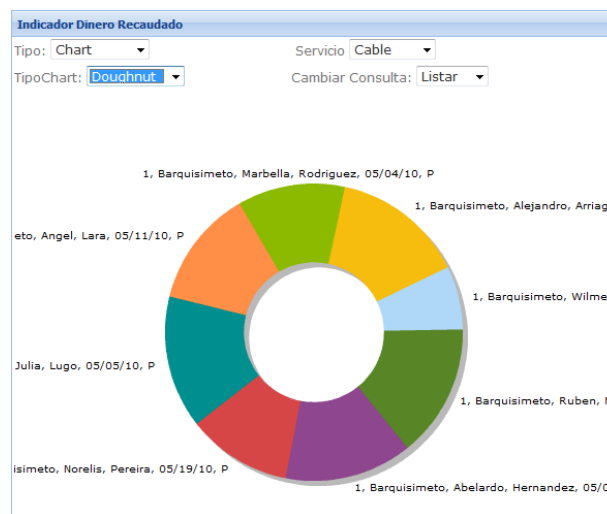 Indicador Dinero Recaudado
Tipo: Chart Servicio Cable
TipoChart: Doughnut Cambiar Consulta: Listar
1, Barquisimeto, Marbella, Rodriguez, 05/04/10, P
1, Barquisimeto, Alejandro, Arriag
eto, Angel, Lara, 05/11/10, P
1, Barquisimeto, Wilme
Julia, Lugo, 05/05/10, P
1, Barquisimeto, Ruben,
isimeto, Norelis, Pereira, 05/19/10, P
1, Barquisimeto, Abelardo, Hernandez, 05/0